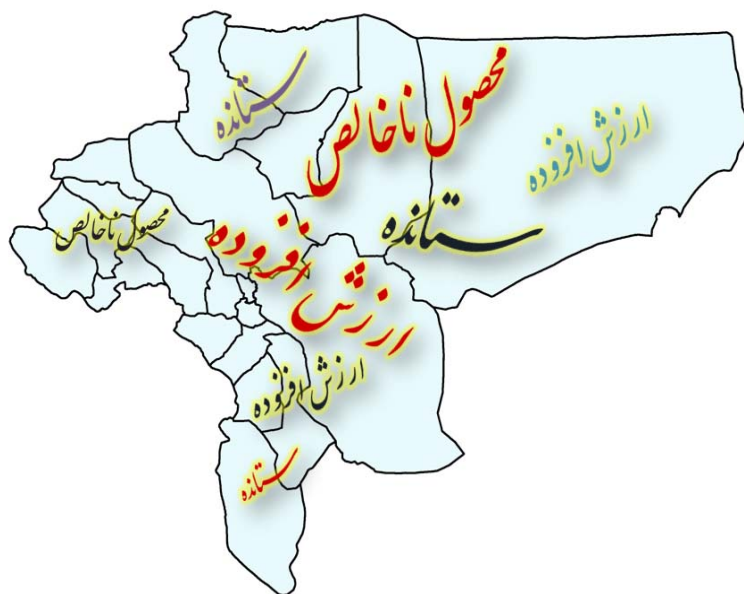 ستانده
محصول ناخالص
ارزش افزوده
ستانده
محصول ناخالص
ارزش افزوده
ارزش افزوده
ستانده